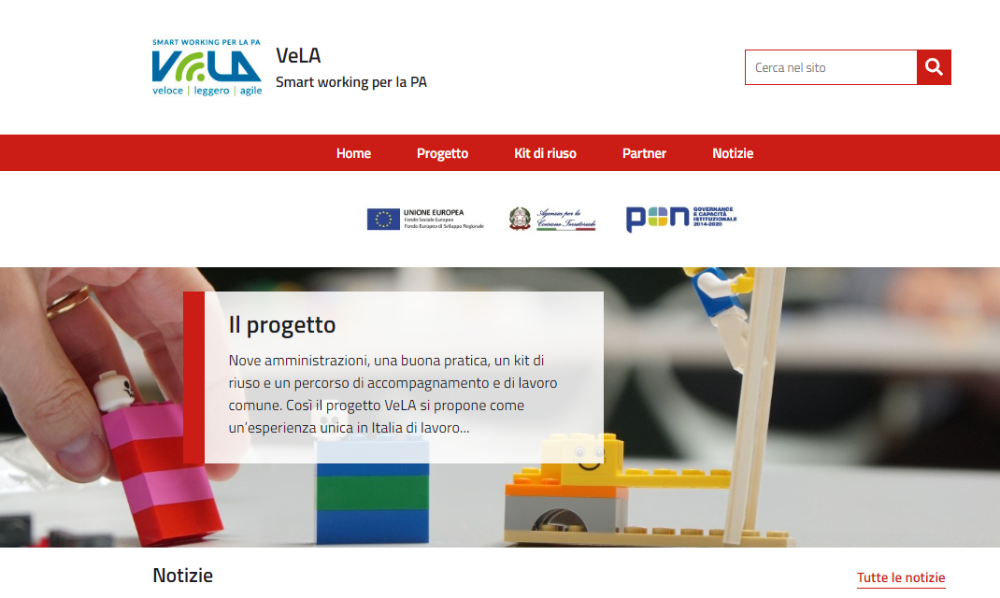 SMART WORKING PER LA PA
VeLA
veloce | leggero | agile
VeLA
Smart working per la PA
Cerca nel sito
Home
Progetto
Kit di riuso
Partner
Notizie
UNIONE EUROPEA
Fondo Sociale Europeo
Fondo Europeo di Sviluppo Regionale
Agenzia per la
Coesione Territoriale
pon
GOVERNANCE
E CAPACITÀ
ISTITUZIONALE
2014-2020
Il progetto
Nove amministrazioni, una buona pratica, un kit di
riuso e un percorso di accompagnamento e di lavoro
comune. Così il progetto VeLA si propone come
un’esperienza unica in Italia di lavoro...
Notizie
Tutte le notizie